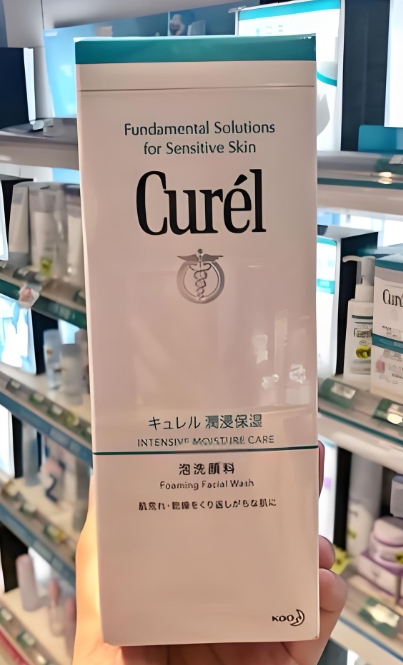 Fundamental Solutions
for Sensitive Skin
Curél
キュレル 潤浸保湿
INTENSIVE MOISTURE CARE
泡洗顔料
Foaming Facial Wash
肌荒れ・乾燥をくり返しがちな肌に
KOO
Curé